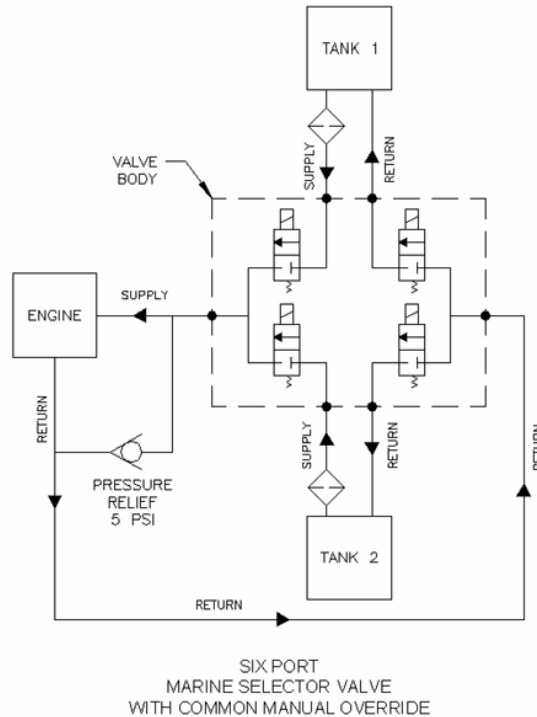 TANK 1
VALVE
BODY
SUPPLY
RETURN
ENGINE
SUPPLY
RETURN
SUPPLY
RETURN
RETURN
PRESSURE
RELIEF
5 PSI
TANK 2
RETURN
SIX PORT
MARINE SELECTOR VALVE
WITH COMMON MANUAL OVERRIDE